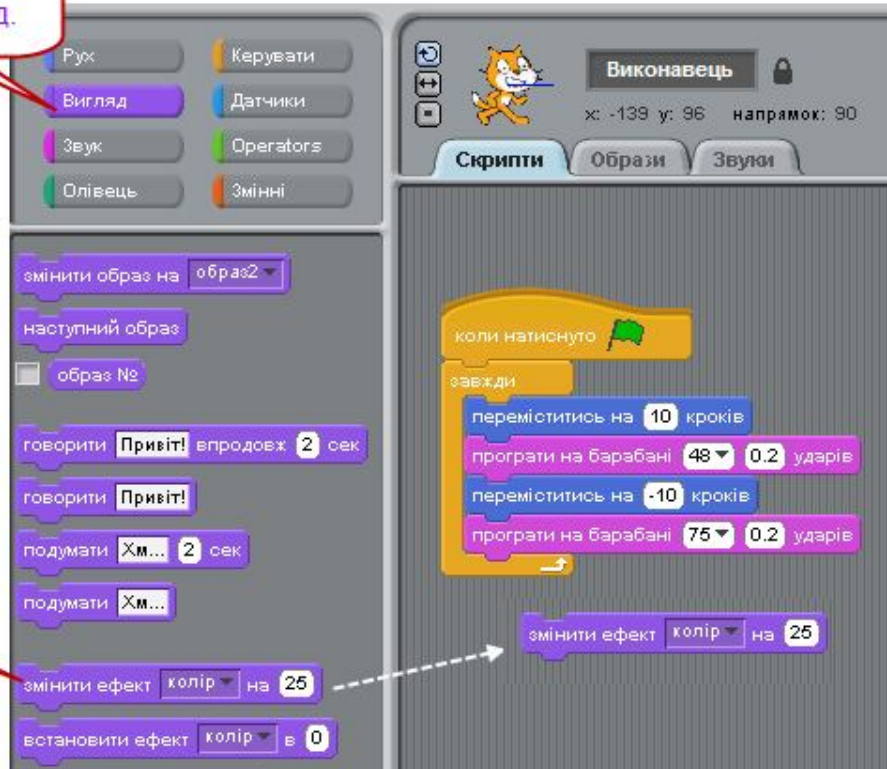 д.
Рух Керувати
Вигляд Датчики
Звук Operators
Олівець Змінні
Виконавець
x: -139 y: 96 напрямок: 90
Скрипти Образи Звуки
змінити образ на образ2
наступний образ
образ №
говорити Привіт! впродовж 2 сек
говорити Привіт!
подумати Хм... 2 сек
подумати Хм...
змінити ефект колір на 25
встановити ефект колір в 0
коли натиснуто
завжди
переміститись на 10 кроків
програти на барабані 48 0.2 ударів
переміститись на -10 кроків
програти на барабані 75 0.2 ударів
змінити ефект колір на 25